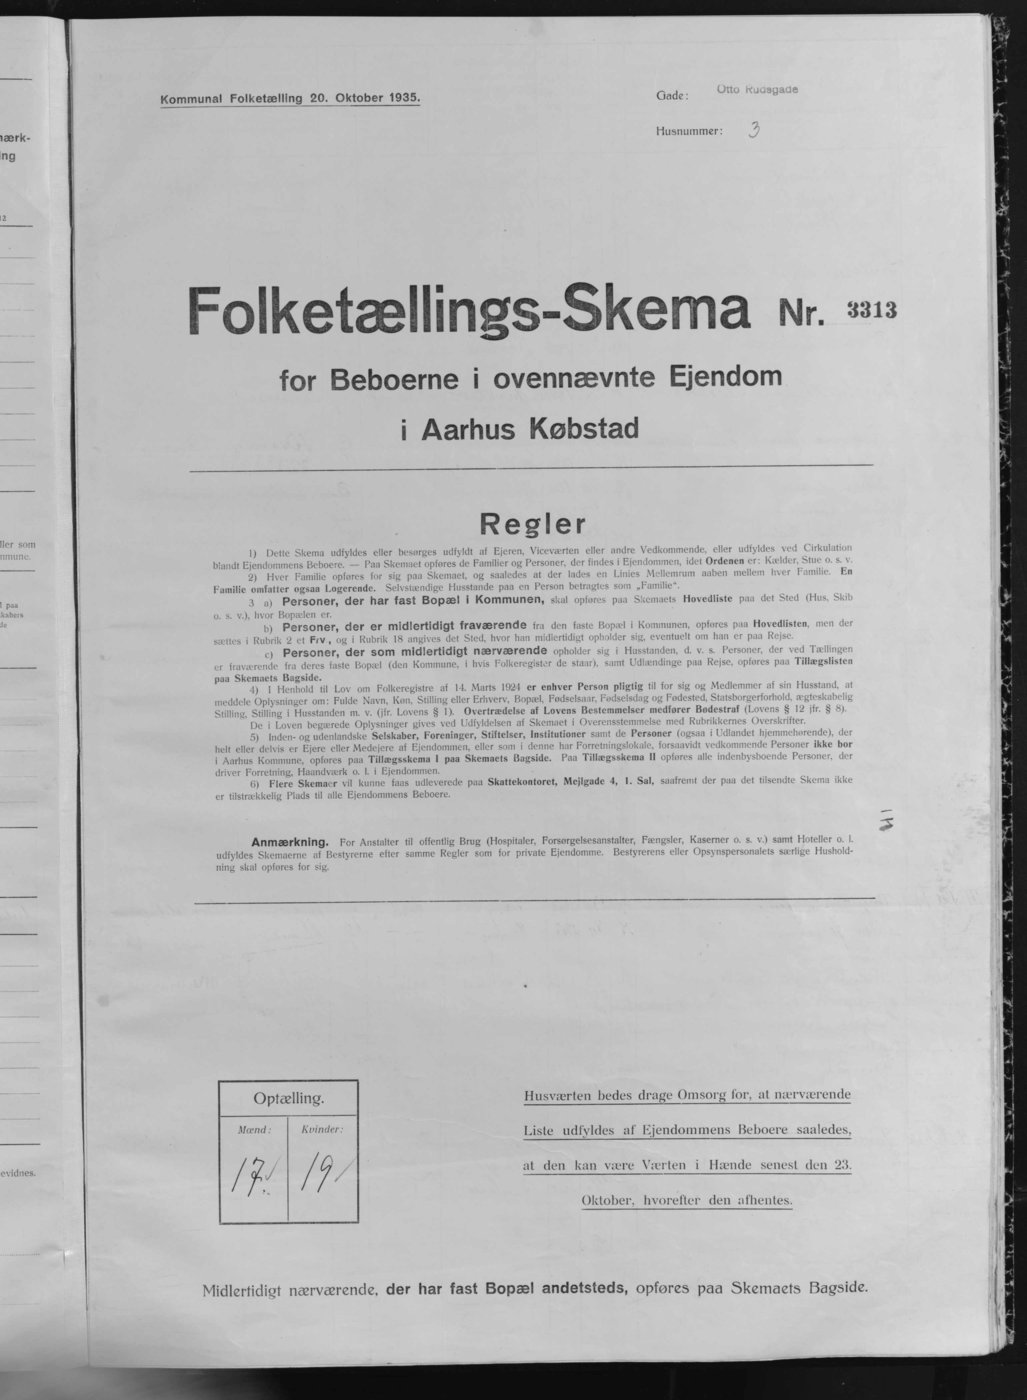 Kommunal Folketælling 20. Oktober 1935.
Gade: Otto Rudsgade
Husnummer: 3
Folketællings-Skema Nr. 3313
for Beboerne i ovennævnte Ejendom
i Aarhus Købstad
Regler
1) Dette Skema udfyldes eller besørges udfyldt af Ejeren, Viceværten eller andre Vedkommende, eller udfyldes ved Cirkulation
blandt Ejendommens Beboere. — Paa Skemaet opføres de Familier og Personer, der findes i Ejendommen, idet Ordenen er: Kælder, Stue o. s. v.
2) Hver Familie opføres for sig paa Skemaet, og saaledes at der lades en Linies Mellemrum aaben mellem hver Familie. En
Familie omfatter ogsaa Logerende. Selvstændige Husstande paa en Person betragtes som „Familie“.
3 a) Personer, der har fast Bopæl i Kommunen, skal opføres paa Skemaets Hovedliste paa det Sted (Hus, Skib
o. s. v.), hvor Bopælen er.
b) Personer, der er midlertidigt fraværende fra den faste Bopæl i Kommunen, opføres paa Hovedlisten, men der
sættes i Rubrik 2 et Frv., og i Rubrik 18 angives det Sted, hvor han midlertidigt opholder sig, eventuelt om han er paa Rejse.
c) Personer, der som midlertidigt nærværende opholder sig i Husstanden, d. v. s. Personer, der ved Tællingen
er fraværende fra deres faste Bopæl (den Kommune, i hvis Folkeregister de staar), samt Udlændinge paa Rejse, opføres paa Tillægslisten
paa Skemaets Bagside.
4) I Henhold til Lov om Folkeregistre af 14. Marts 1924 er enhver Person pligtig til for sig og Medlemmer af sin Husstand, at
meddele Oplysninger om: Fulde Navn, Køn, Stilling eller Erhverv, Bopæl, Fødselsaar, Fødselsdag og Fødested, Statsborgerforhold, ægteskabelig
Stilling, Stilling i Husstanden m. v. (jfr. Lovens § 1). Overtrædelse af Lovens Bestemmelser medfører Bødestraf (Lovens § 12 jfr. § 8).
De i Loven begærede Oplysninger gives ved Udfyldelsen af Skemaet i Overensstemmelse med Rubrikkernes Overskrifter.
5) Inden- og udenlandske Selskaber, Foreninger, Stiftelser, Institutioner samt de Personer (ogsaa i Udlandet hjemmehørende), der
helt eller delvis er Ejere eller Medejere af Ejendommen, eller som i denne har Forretningslokale, forsaavidt vedkommende Personer ikke bor
i Aarhus Kommune, opføres paa Tillægsskema I paa Skemaets Bagside. Paa Tillægsskema II opføres alle indenbysboende Personer, der
driver Forretning, Haandværk o. l. i Ejendommen.
6) Flere Skemaer vil kunne faas udleverede paa Skattekontoret, Mejlgade 4, 1. Sal, saafremt der paa det tilsendte Skema ikke
er tilstrækkelig Plads til alle Ejendommens Beboere.
Anmærkning. For Anstalter til offentlig Brug (Hospitaler, Forsørgelsesanstalter, Fængsler, Kaserner o. s. v.) samt Hoteller o. l.
udfyldes Skemaerne af Bestyrerne efter samme Regler som for private Ejendomme. Bestyrerens eller Opsynspersonalets særlige Hushold-
ning skal opføres for sig.
Optælling.
Mænd: Kvinder:
17 19
Husværten bedes drage Omsorg for, at nærværende
Liste udfyldes af Ejendommens Beboere saaledes,
at den kan være Værten i Hænde senest den 23.
Oktober, hvorefter den afhentes.
Midlertidigt nærværende, der har fast Bopæl andetsteds, opføres paa Skemaets Bagside.